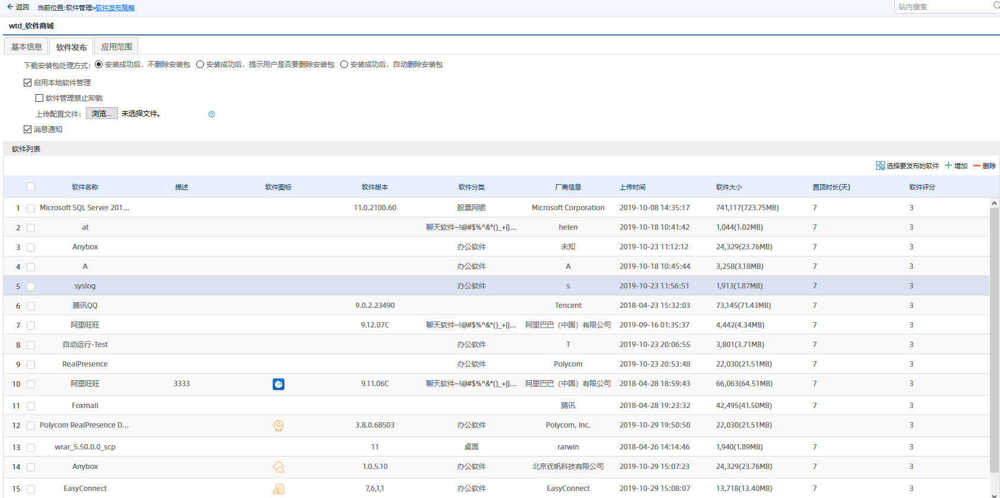 返回 当前位置:软件管理>软件发布策略 站内搜索
wtd_软件商城
基本信息 软件发布 应用范围
下载安装包处理方式: 安装成功后，不删除安装包 安装成功后，提示用户是否要删除安装包 安装成功后，自动删除安装包
启用本地软件管理
软件管理禁止卸载
上传配置文件: 浏览... 未选择文件。
消息通知
软件列表
选择要发布的软件 增加 删除
软件名称 描述 软件图标 软件版本 软件分类 厂商信息 上传时间 软件大小 置顶时长(天) 软件评分
1 Microsoft SQL Server 201... 11.0.2100.60 股票网银 Microsoft Corporation 2019-10-08 14:35:17 741,117(723.75MB) 7 3
2 at 聊天软件~!@#$%^&*()_+{}... helen 2019-10-18 10:41:42 1,044(1.02MB) 7 3
3 Anybox 办公软件 未知 2019-10-23 11:12:12 24,329(23.76MB) 7 3
4 A 办公软件 A 2019-10-18 10:45:44 3,258(3.18MB) 7 3
5 syslog 办公软件 s 2019-10-23 11:56:51 1,913(1.87MB) 7 3
6 腾讯QQ 9.0.2.23490 Tencent 2018-04-23 15:32:03 73,145(71.43MB) 7 3
7 阿里旺旺 9.12.07C 聊天软件~!@#$%^&*()_+{}... 阿里巴巴（中国）有限公司 2019-09-16 01:35:37 4,442(4.34MB) 7 3
8 自动运行-Test 办公软件 T 2019-10-23 20:06:55 3,801(3.71MB) 7 3
9 RealPresence 办公软件 Polycom 2019-10-23 20:53:48 22,030(21.51MB) 7 3
10 阿里旺旺 3333 9.11.06C 聊天软件~!@#$%^&*()_+{}... 阿里巴巴（中国）有限公司 2018-04-28 18:59:43 66,063(64.51MB) 7 3
11 Foxmail 腾讯 2018-04-28 19:23:32 42,495(41.50MB) 7 3
12 Polycom RealPresence D... 3.8.0.68503 办公软件 Polycom, Inc. 2019-10-29 19:50:50 22,030(21.51MB) 3
13 wrar_5.50.0.0_scp 11 桌面 rarwin 2018-04-26 14:14:46 1,940(1.89MB) 7 3
14 Anybox 1.0.5.10 办公软件 北京优帆科技有限公司 2019-10-29 15:07:23 24,329(23.76MB) 7 3
15 EasyConnect 7,6,1,1 办公软件 EasyConnect 2019-10-29 15:08:07 13,718(13.40MB) 7 3